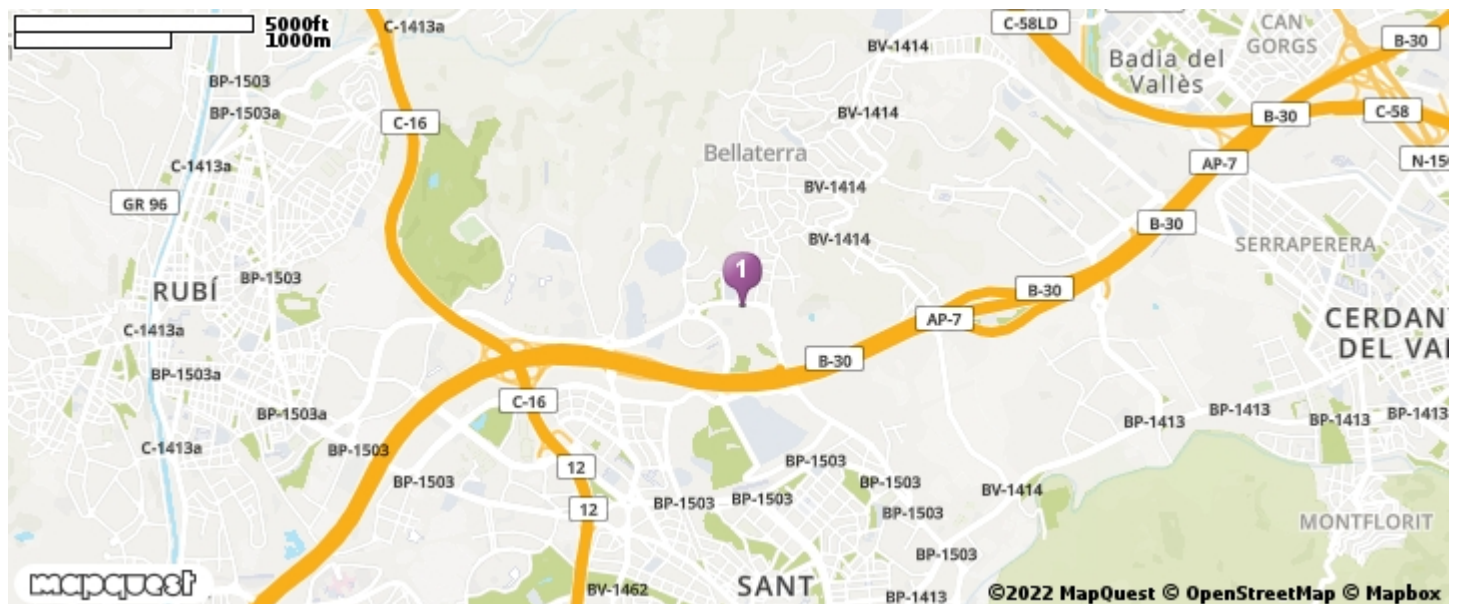 5000ft
1000m
C-1413a
C-58LD
CAN
GORGS
B-30
BV-1414
Badia del
Vallès
BP-1503
BP-1503a
C-16
BV-1414
B-30
C-58
C-1413a
Bellaterra
AP-7
BV-1414
GR 96
B-30
BV-1414
SERRAPERERA
1
BP-1503
RUBÍ
B-30
AP-7
C-1413a
CERDAN
DEL VA
B-30
BP-1503a
C-16
BP-1503a
BP-1413
BP-1413
BP-1413
BP-1413
C-1413a
BP-1503
12
BP-1503
BP-1503
BP-1503
BV-1414
BP-1503
BP-1503
12
BP-1503
MONTFLORIT
BP-1503
mapquest
BV-1462
SANT
BP-1413
©2022 MapQuest © OpenStreetMap © Mapbox